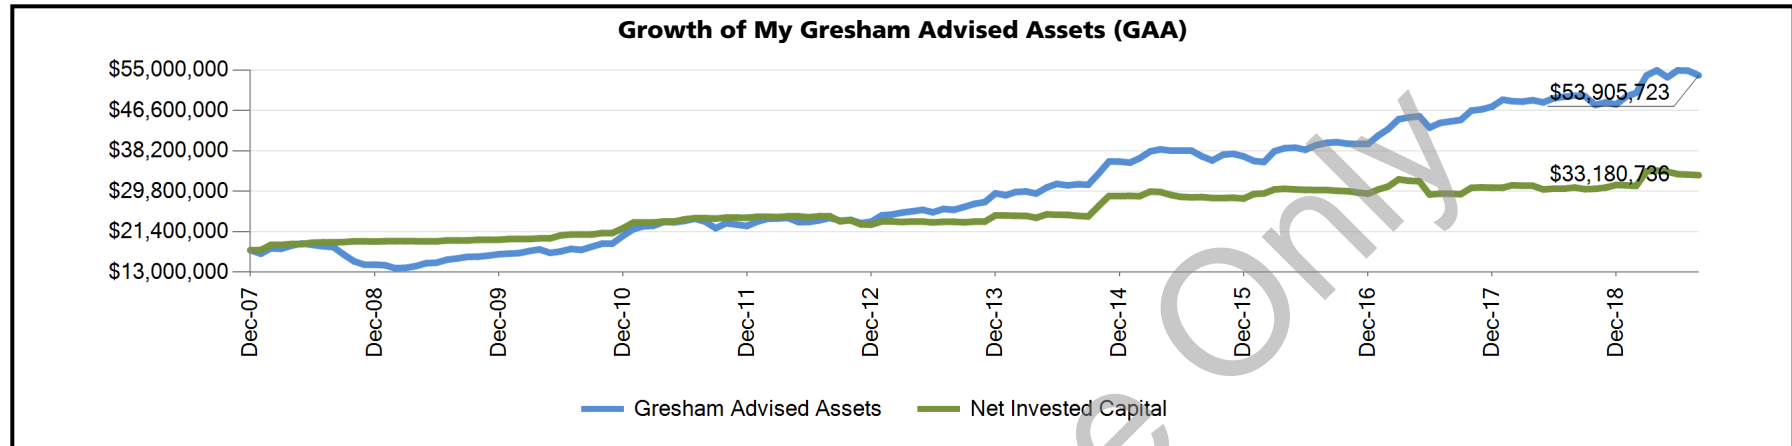 Growth of My Gresham Advised Assets (GAA)
$55,000,000
$46,600,000
$38,200,000
$29,800,000
$21,400,000
$13,000,000
$53,905,723
$33,180,736
Dec-07
Dec-08
Dec-09
Dec-10
Dec-11
Dec-12
Dec-13
Dec-14
Dec-15
Dec-16
Dec-17
Dec-18
Gresham Advised Assets
Net Invested Capital
e Only